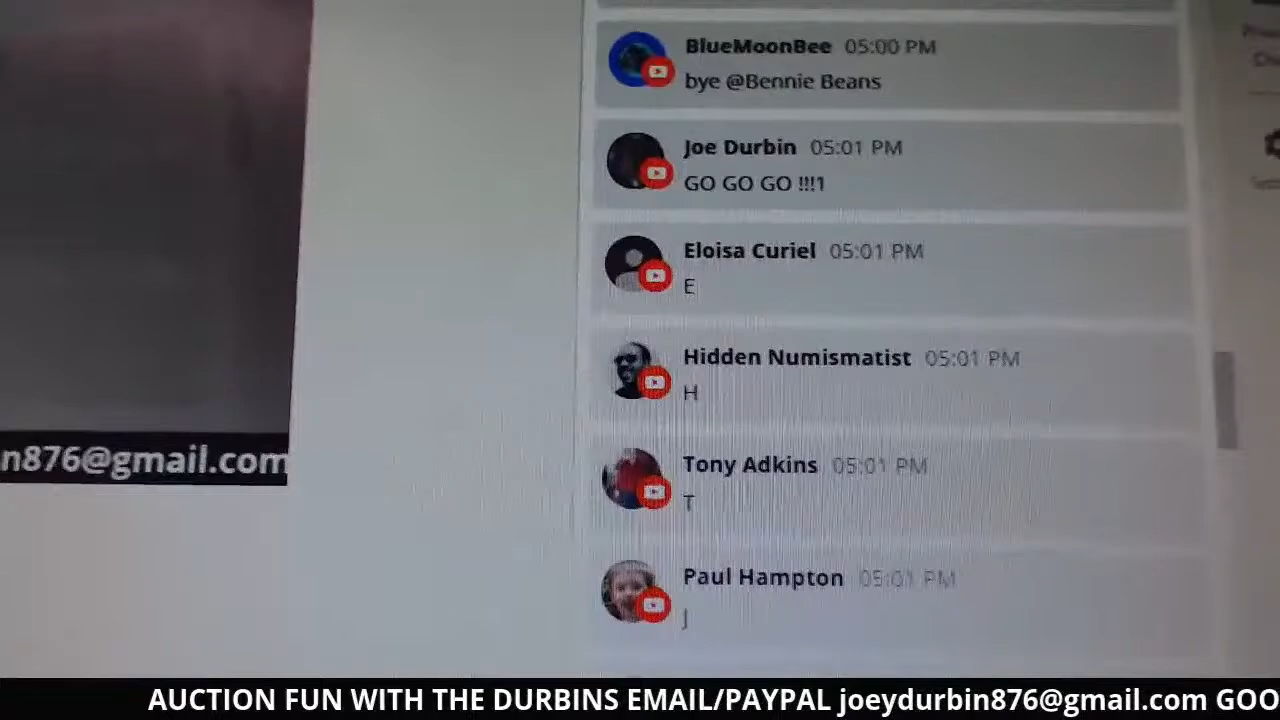 BlueMoonBee 05:00 PM
bye @Bennie Beans
Joe Durbin 05:01 PM
GO GO GO !!!1
Eloisa Curiel 05:01 PM
E
Hidden Numismatist 05:01 PM
H
Tony Adkins 05:01 PM
T
Paul Hampton 05:01 PM
J
n876@gmail.com
AUCTION FUN WITH THE DURBINS EMAIL/PAYPAL joeydurbin876@gmail.com GOO